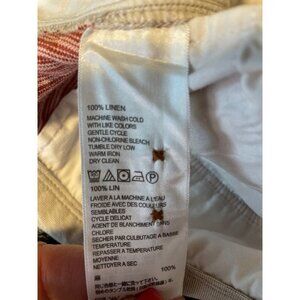 100% LINEN
MACHINE WASH COLD
WITH LIKE COLORS
GENTLE CYCLE
NON-CHLORINE BLEACH
TUMBLE DRY LOW
WARM IRON
DRY CLEAN
100% LIN
LAVER A LA MACHINE A L'EAU
FROIDE AVEC DES COULEURS
SEMBLABLES
CYCLE DELICAT
AGENT DE BLANCHIMENT SANS
CHLORE
SECHER PAR CULBUTAGE A BASSE
TEMPERATURE
REPASSER A TEMPERATURE
MOYENNE
NETTOYER A SEC
麻 100%